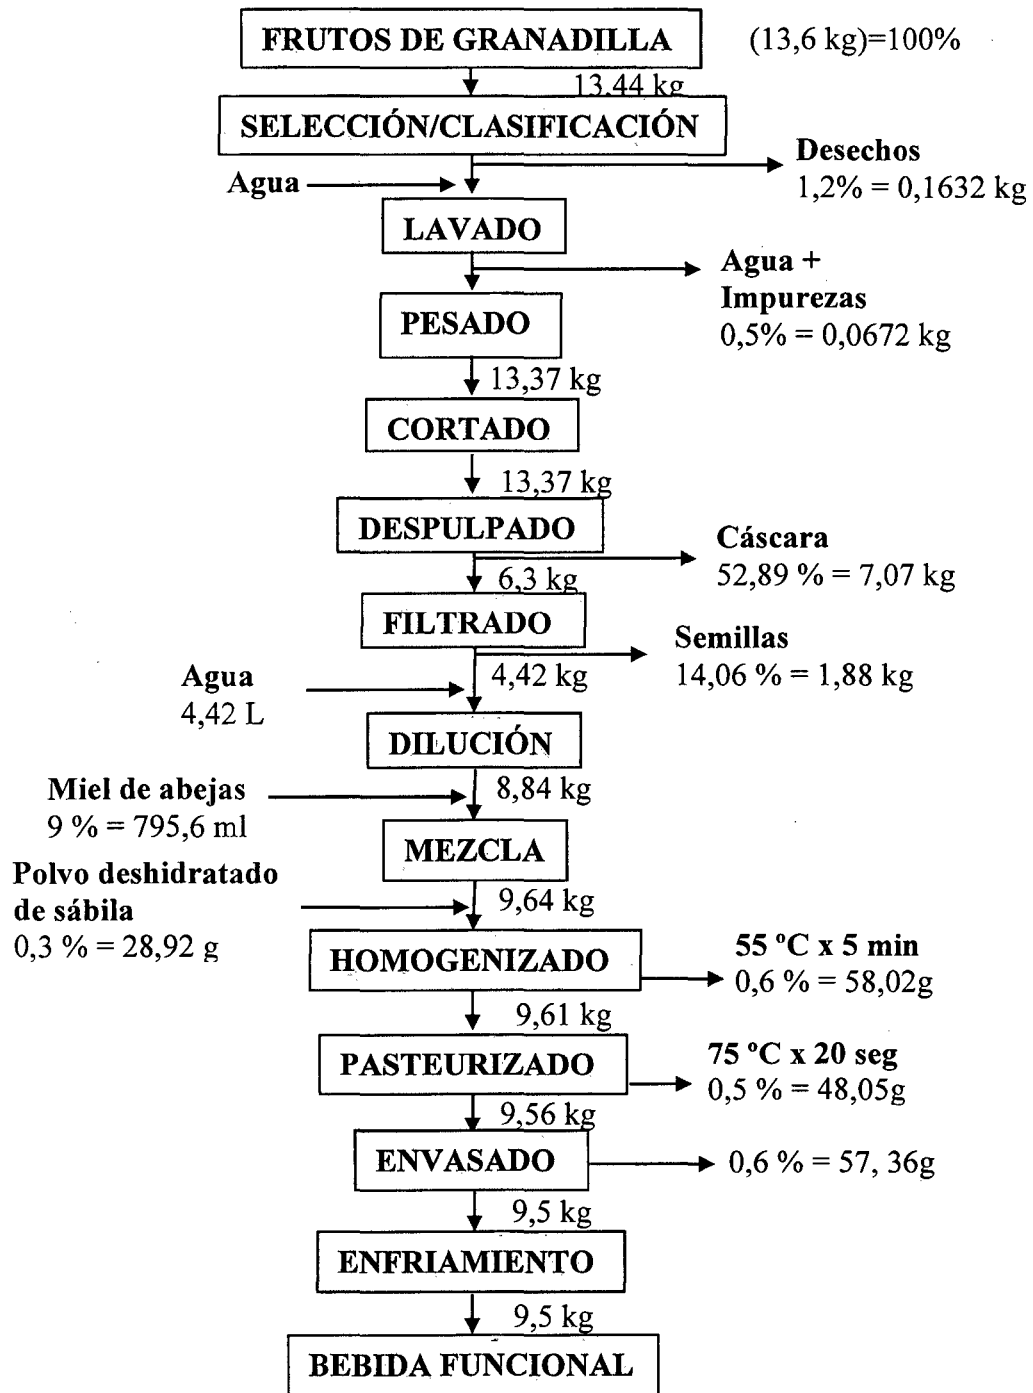 FRUTOS DE GRANADILLA
(13,6 kg)=100%
13,44 kg
SELECCIÓN/CLASIFICACIÓN
Desechos
1,2% = 0,1632 kg
Agua
LAVADO
Agua +
Impurezas
0,5% = 0,0672 kg
PESADO
13,37 kg
CORTADO
13,37 kg
DESPULPADO
Cáscara
52,89 % = 7,07 kg
6,3 kg
FILTRADO
Semillas
14,06 % = 1,88 kg
4,42 kg
Agua
4,42 L
DILUCIÓN
8,84 kg
Miel de abejas
9 % = 795,6 ml
MEZCLA
9,64 kg
Polvo deshidratado
de sábila
0,3 % = 28,92 g
HOMOGENIZADO
55 ºC x 5 min
0,6 % = 58,02g
9,61 kg
PASTEURIZADO
75 ºC x 20 seg
0,5 % = 48,05g
9,56 kg
ENVASADO
0,6 % = 57, 36g
9,5 kg
ENFRIAMIENTO
9,5 kg
BEBIDA FUNCIONAL